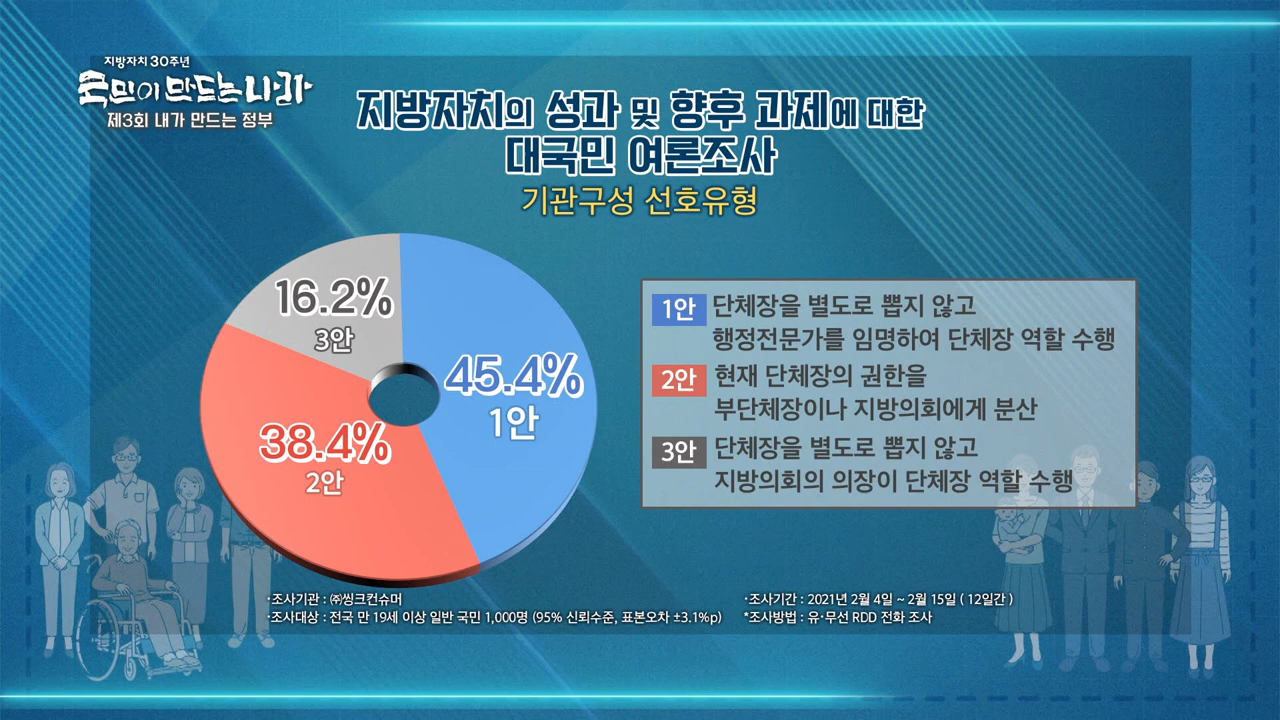 지방자치 30주년
국민이 만드는 나라
제3회 내가 만드는 정부
지방자치의 성과 및 향후 과제에 대한
대국민 여론조사
기관구성 선호유형
16.2%
3안
45.4%
1안
38.4%
2안
1안 단체장을 별도로 뽑지 않고
행정전문가를 임명하여 단체장 역할 수행
2안 현재 단체장의 권한을
부단체장이나 지방의회에게 분산
3안 단체장을 별도로 뽑지 않고
지방의회의 의장이 단체장 역할 수행
·조사기관 : ㈜씽크컨슈머
·조사대상 : 전국 만 19세 이상 일반 국민 1,000명 (95% 신뢰수준, 표본오차 ±3.1%p)
·조사기간 : 2021년 2월 4일 ~ 2월 15일 ( 12일간 )
*조사방법 : 유·무선 RDD 전화 조사